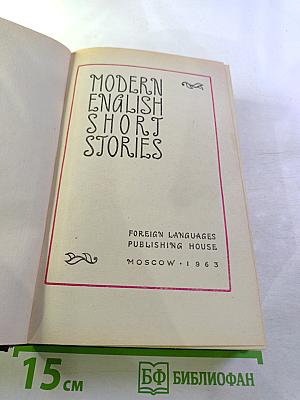 MODERN
ENGLISH
SHORT
STORIES
FOREIGN LANGUAGES
PUBLISHING HOUSE
MOSCOW • 1963
15 см
БФ БИБЛИОФАН